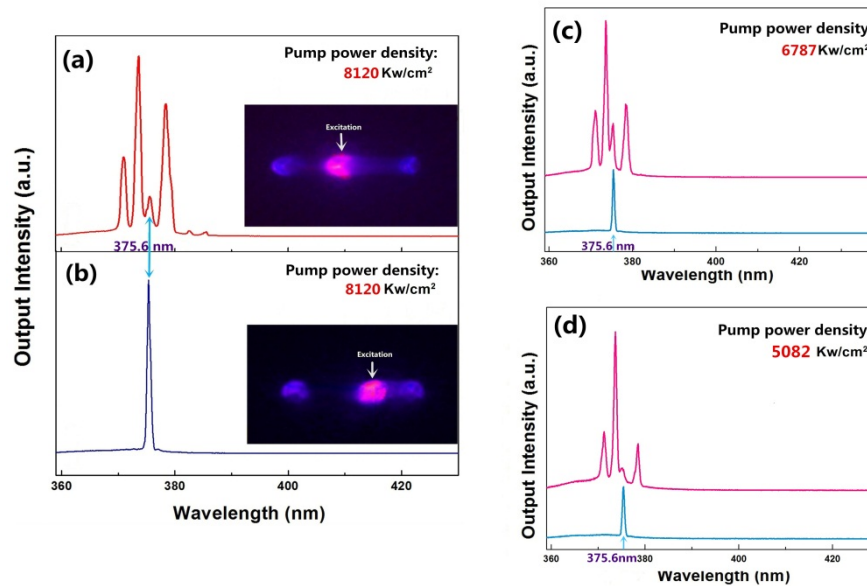 (a)
Pump power density:
8120 Kw/cm²
Excitation
375.6 nm
(b)
Pump power density:
8120 Kw/cm²
Excitation
Output Intensity (a.u.)
360 380 400 420
Wavelength (nm)
(c)
Pump power density
6787Kw/cm²
375.6 nm
Output Intensity (a.u.)
360 380 400 420
Wavelength (nm)
(d)
Pump power density
5082 Kw/cm²
375.6nm
Output Intensity (a.u.)
360 380 400 420
Wavelength (nm)